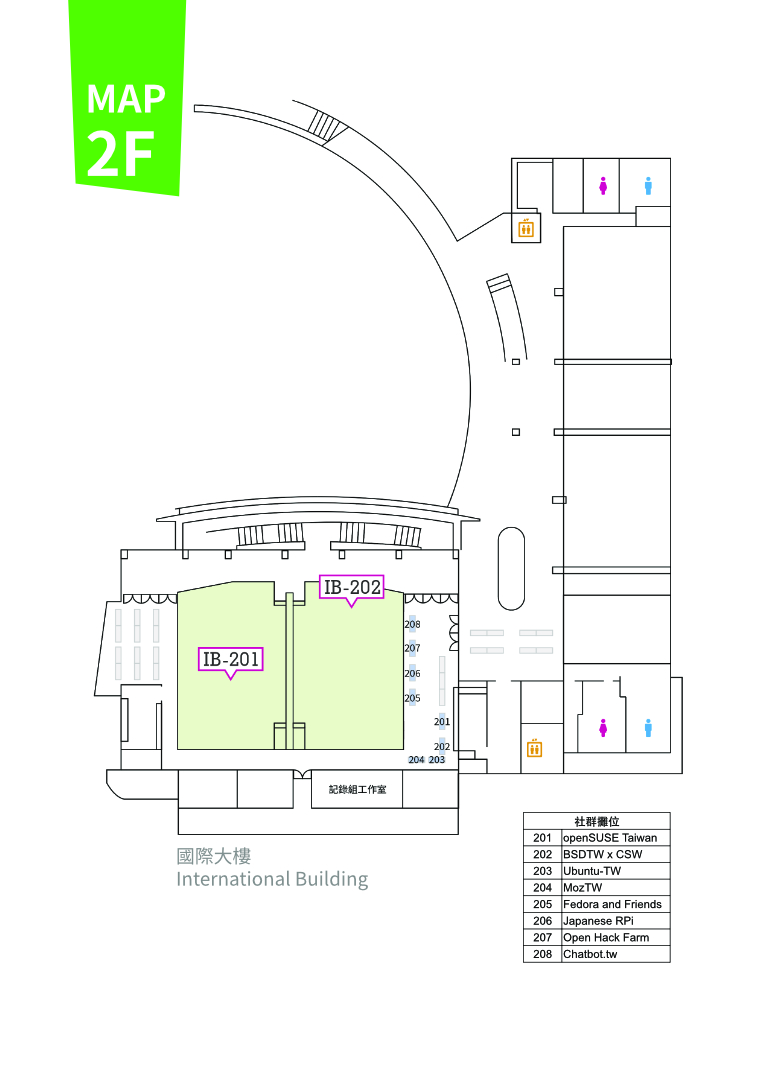 MAP
2F
IB-202
IB-201
208
207
206
205
201
202
204 203
記錄組工作室
國際大樓
International Building
社群攤位
201 openSUSE Taiwan
202 BSDTW x CSW
203 Ubuntu-TW
204 MozTW
205 Fedora and Friends
206 Japanese RPi
207 Open Hack Farm
208 Chatbot.tw